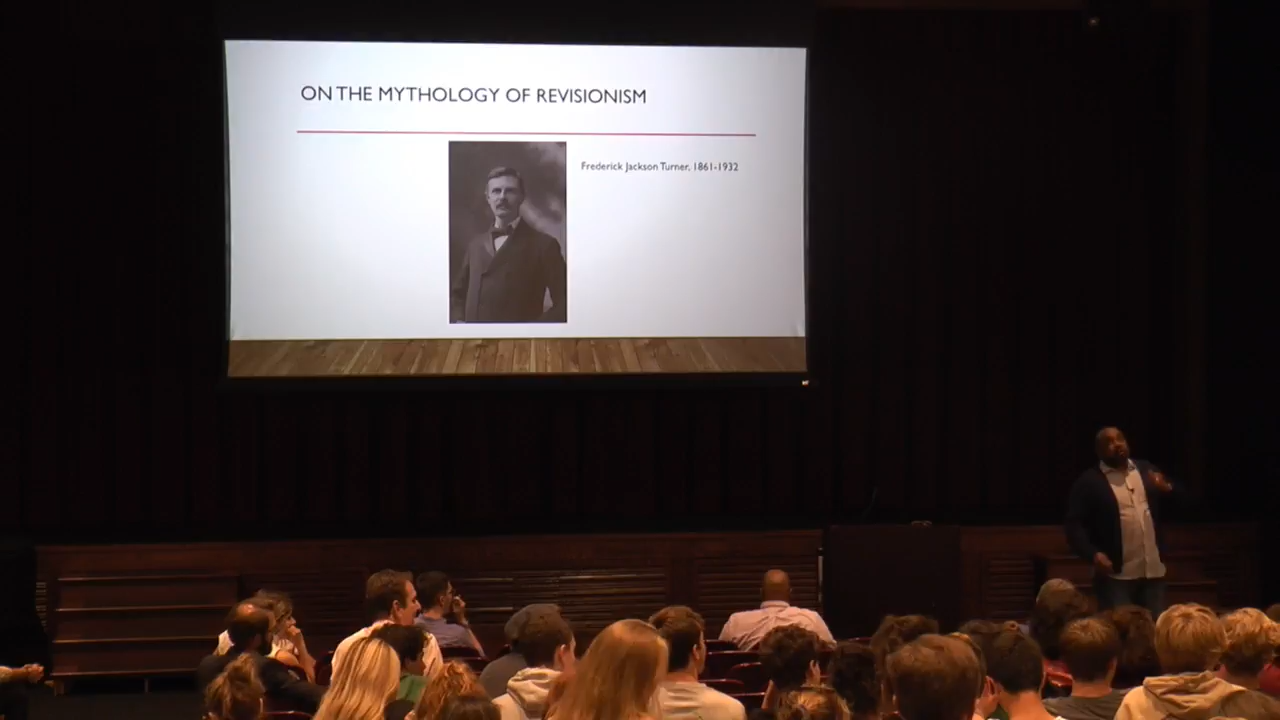 ON THE MYTHOLOGY OF REVISIONISM
Frederick Jackson Turner, 1861-1932